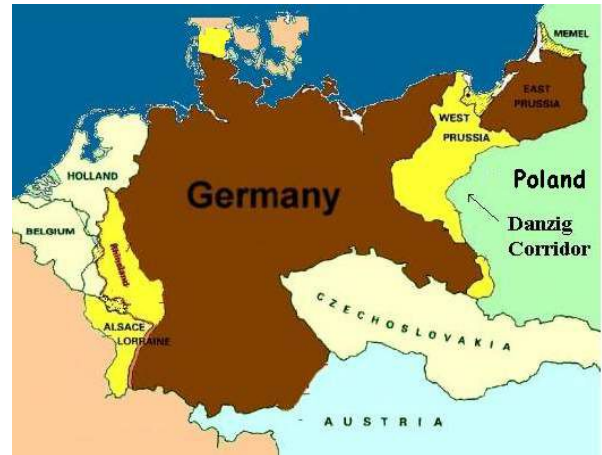 MEMEL
EAST
PRUSSIA
WEST
PRUSSIA
HOLLAND
Poland
Germany
Danzig
Corridor
BELGIUM
Rhineland
CZECHOSLOVAKIA
ALSACE
LORRAINE
AUSTRIA